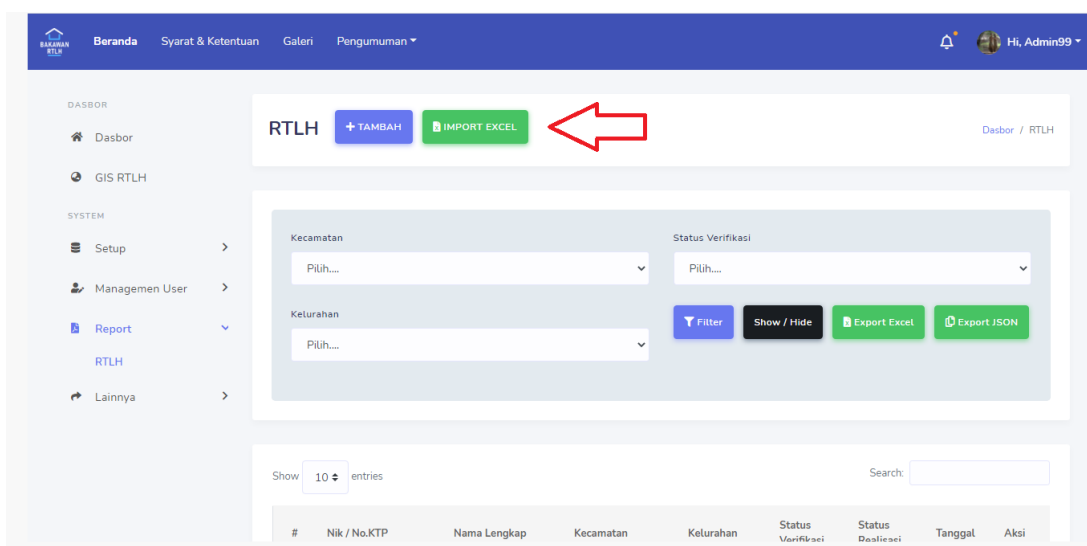 BAKAWAN
RTLH
Beranda Syarat & Ketentuan Galeri Pengumuman
Hi, Admin99
DASBOR
Dasbor
GIS RTLH
SYSTEM
Setup
Managemen User
Report
RTLH
Lainnya
RTLH + TAMBAH IMPORT EXCEL
Dasbor / RTLH
Kecamatan
Pilih....
Status Verifikasi
Pilih....
Kelurahan
Pilih....
Filter Show / Hide Export Excel Export JSON
Show 10 entries
Search:
# Nik / No.KTP Nama Lengkap Kecamatan Kelurahan Status Verifikasi Status Realisasi Tanggal Aksi